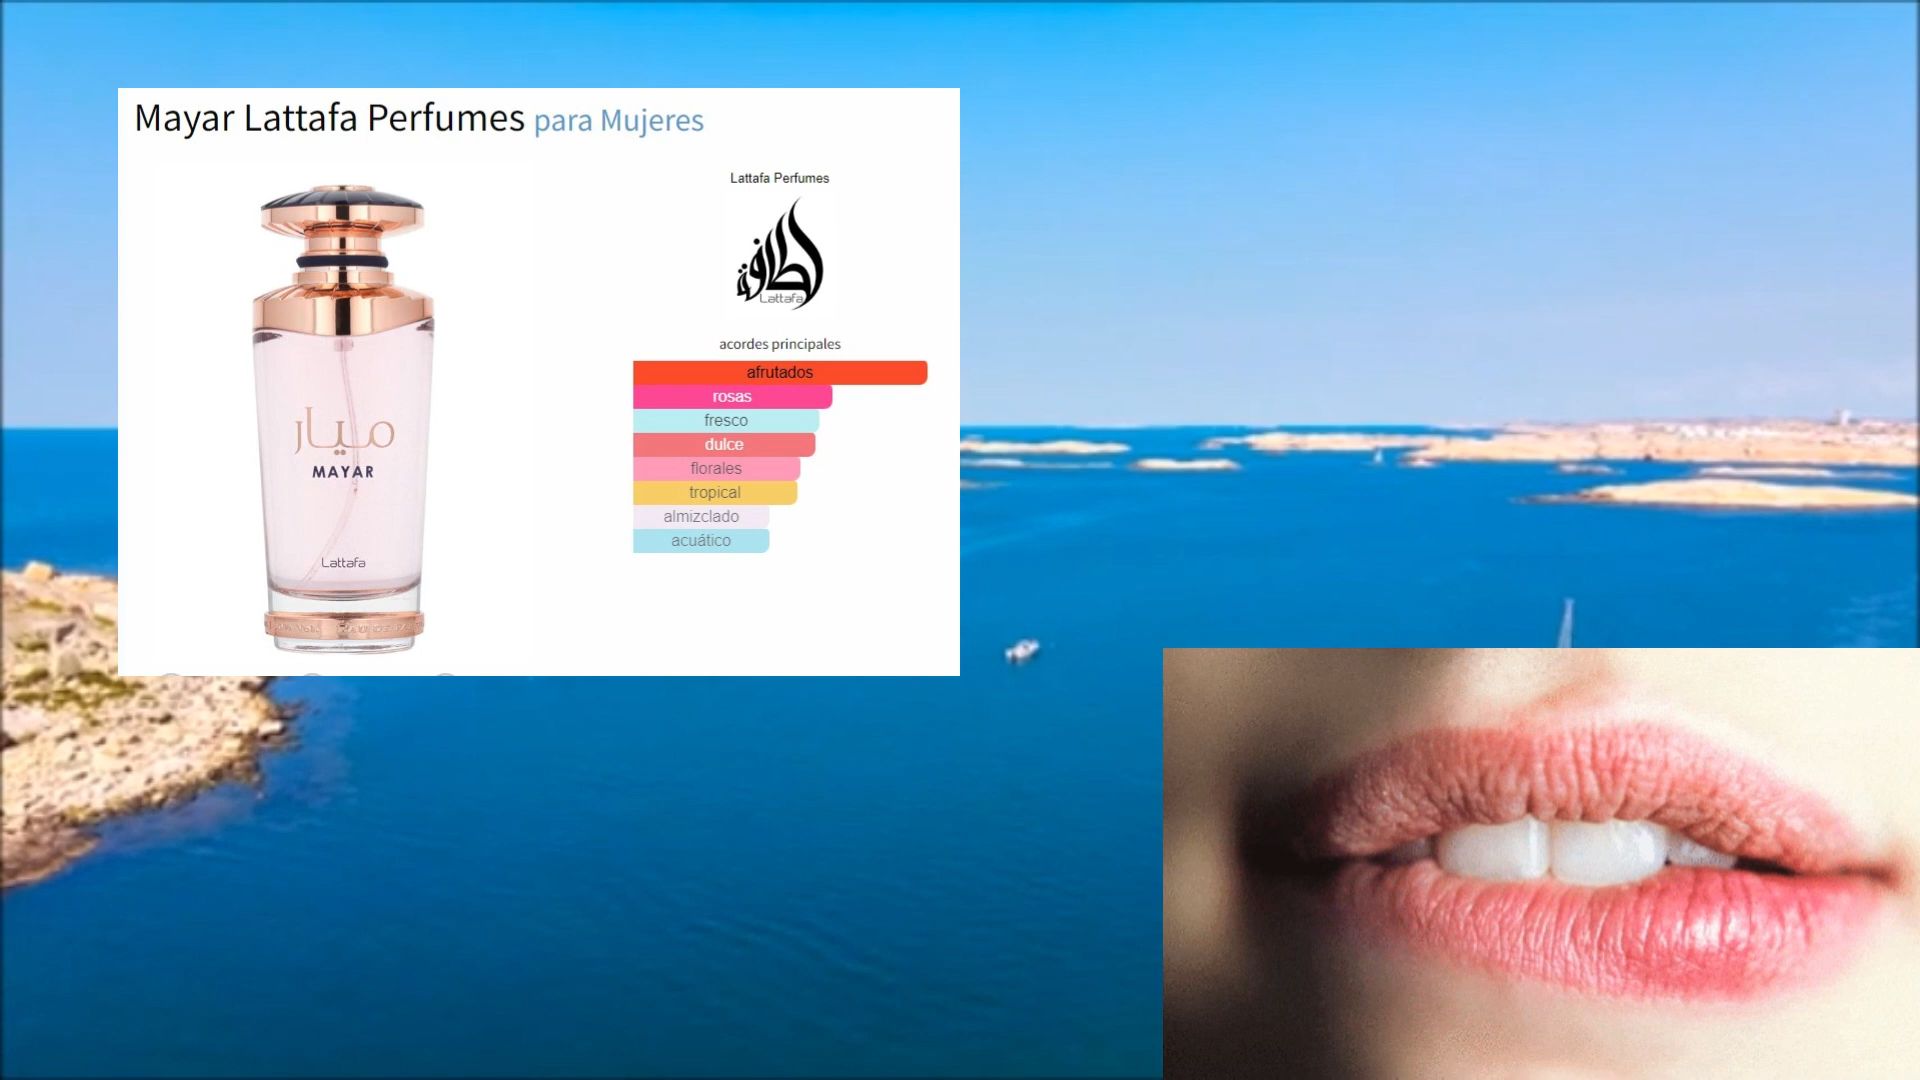 Mayar Lattafa Perfumes para Mujeres
Lattafa Perfumes
لطافة
Lattafa
acordes principales
afrutados
rosas
fresco
dulce
florales
tropical
almizclado
acuático
ميار
MAYAR
Lattafa